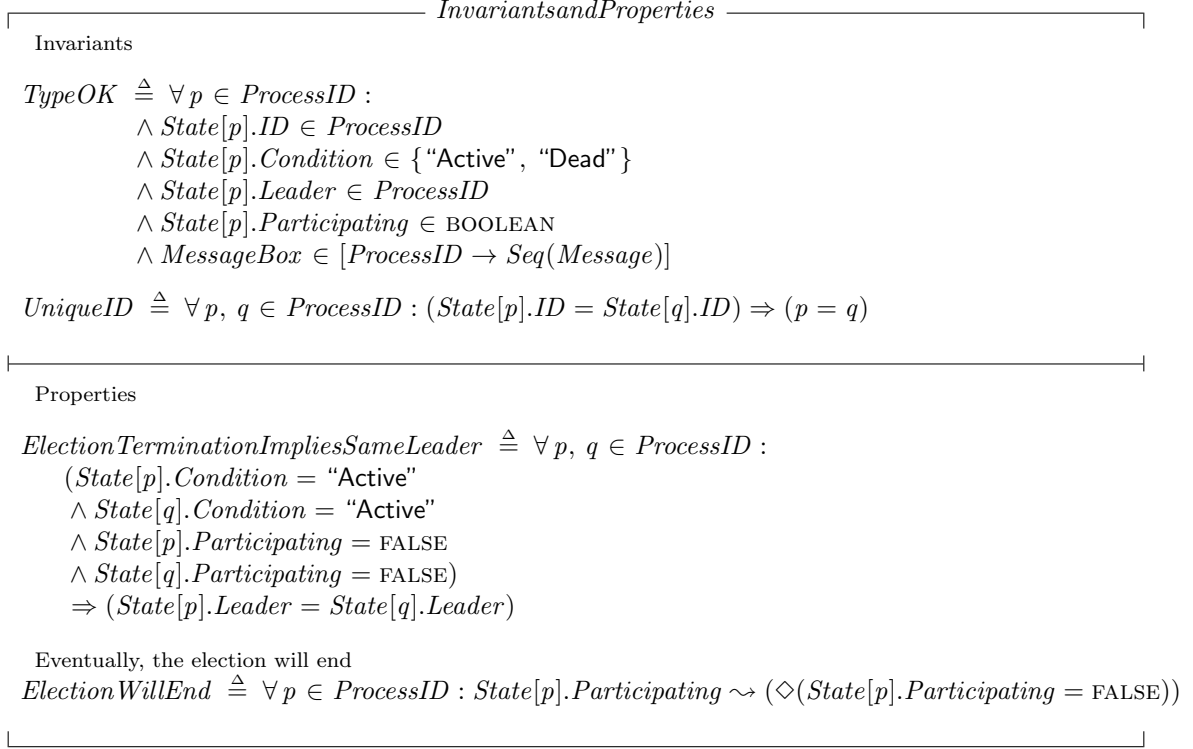 InvariantsandProperties
Invariants
TypeOK ≜ ∀ p ∈ ProcessID :
∧ State[p].ID ∈ ProcessID
∧ State[p].Condition ∈ {“Active”, “Dead”}
∧ State[p].Leader ∈ ProcessID
∧ State[p].Participating ∈ BOOLEAN
∧ MessageBox ∈ [ProcessID → Seq(Message)]
UniqueID ≜ ∀ p, q ∈ ProcessID : (State[p].ID = State[q].ID) ⇒ (p = q)
Properties
ElectionTerminationImpliesSameLeader ≜ ∀ p, q ∈ ProcessID :
(State[p].Condition = “Active”
∧ State[q].Condition = “Active”
∧ State[p].Participating = FALSE
∧ State[q].Participating = FALSE)
⇒ (State[p].Leader = State[q].Leader)
Eventually, the election will end
ElectionWillEnd ≜ ∀ p ∈ ProcessID : State[p].Participating ⤳ (◇(State[p].Participating = FALSE))